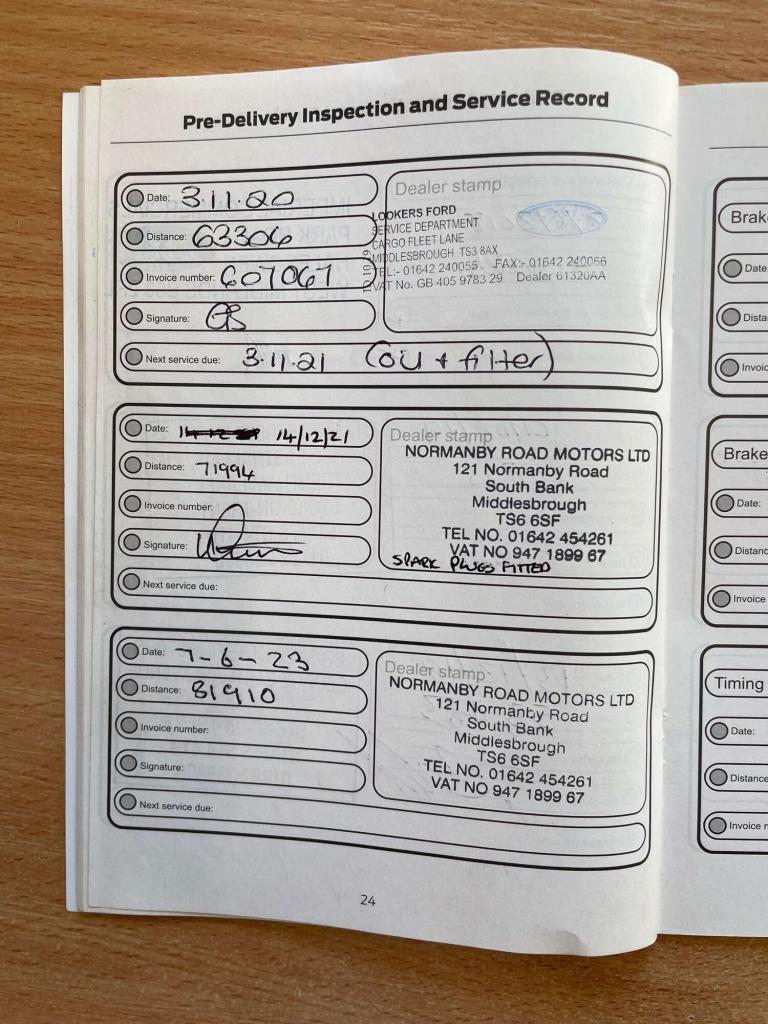 Pre-Delivery Inspection and Service Record
Date: 3.11.20
Distance: 63306
Invoice number: 607067
Signature:
Next service due: 3.11.21 (oil + filter)
Dealer stamp
LOOKERS FORD
SERVICE DEPARTMENT
CARGO FLEET LANE
MIDDLESBROUGH TS3 8AX
TEL:- 01642 240055 FAX:- 01642 240066
VAT No. GB 405 9783 29 Dealer 61320AA
Date: 14/12/21
Distance: 71994
Invoice number:
Signature:
Next service due:
Dealer stamp
NORMANBY ROAD MOTORS LTD
121 Normanby Road
South Bank
Middlesbrough
TS6 6SF
TEL NO. 01642 454261
VAT NO 947 1899 67
SPARK PLUGS FITTED
Date: 7-6-23
Distance: 81910
Invoice number:
Signature:
Next service due:
Dealer stamp
NORMANBY ROAD MOTORS LTD
121 Normanby Road
South Bank
Middlesbrough
TS6 6SF
TEL NO. 01642 454261
VAT NO 947 1899 67
24
Brake
Date:
Dista
Invoic
Brake
Date:
Distanc
Invoice
Timing
Date:
Distance
Invoice n